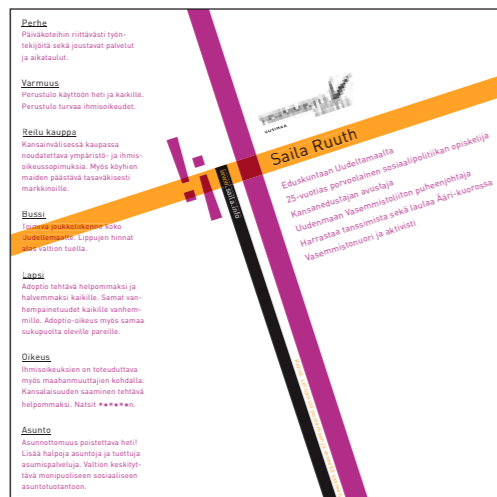 Perhe
Päiväkoteihin riittävästi työn-
tekijöitä sekä joustavat palvelut
ja aikataulut.
Varmuus
Perustulo käyttöön heti ja kaikille.
Perustulo turvaa ihmisoikeudet.
Reilu kauppa
Kansainvälisessä kaupassa
noudatettava ympäristö- ja ihmis-
oikeussopimuksia. Myös köyhien
maiden päästävä tasaväkisesti
markkinoille.
Bussi
Toimiva joukkoliikenne koko
Uudellemaalle. Lippujen hinnat
alas valtion tuella.
Lapsi
Adoptio tehtävä helpommaksi ja
halvemmaksi kaikille. Samat van-
hempainetuudet kaikille vanhem-
mille. Adoptio-oikeus myös samaa
sukupuolta oleville pareille.
Oikeus
Ihmisoikeuksien on toteuduttava
myös maahanmuuttajien kohdalla.
Kansalaisuuden saaminen tehtävä
helpommaksi. Natsit ******n.
Asunto
Asunnottomuus poistettava heti!
Lisää halpoja asuntoja ja tuettuja
asumispalveluja. Valtion keskityt-
tävä monipuoliseen sosiaaliseen
asuntotuotantoon.
UUSIMAA
Saila Ruuth
Eduskuntaan Uudeltamaalta
25-vuotias porvoolainen sosiaalipolitiikan opiskelija
Kansanedustajan avustaja
Uudenmaan Vasemmistoliiton puheenjohtaja
Harrastaa tanssimista sekä laulaa Ääri-kuorossa
Vasemmistonuori ja aktivisti
www.saila.info